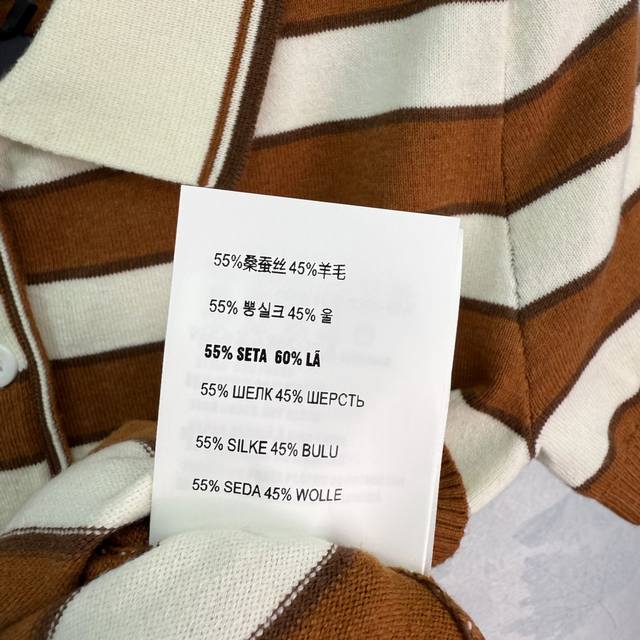 55%桑蚕丝 45%羊毛
55% 뽕실크 45% 울
55% SETA 60% LÃ
55% ШЕЛК 45% ШЕРСТЬ
55% SILKE 45% BULU
55% SEDA 45% WOLLE